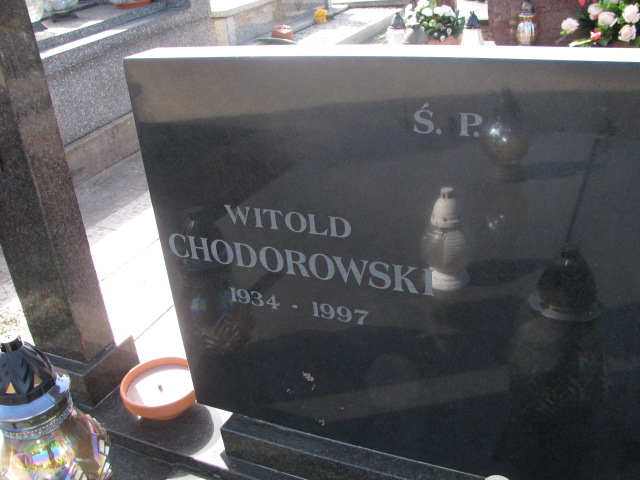 Ś. P.
WITOLD
CHODOROWSKI
1934 - 1997